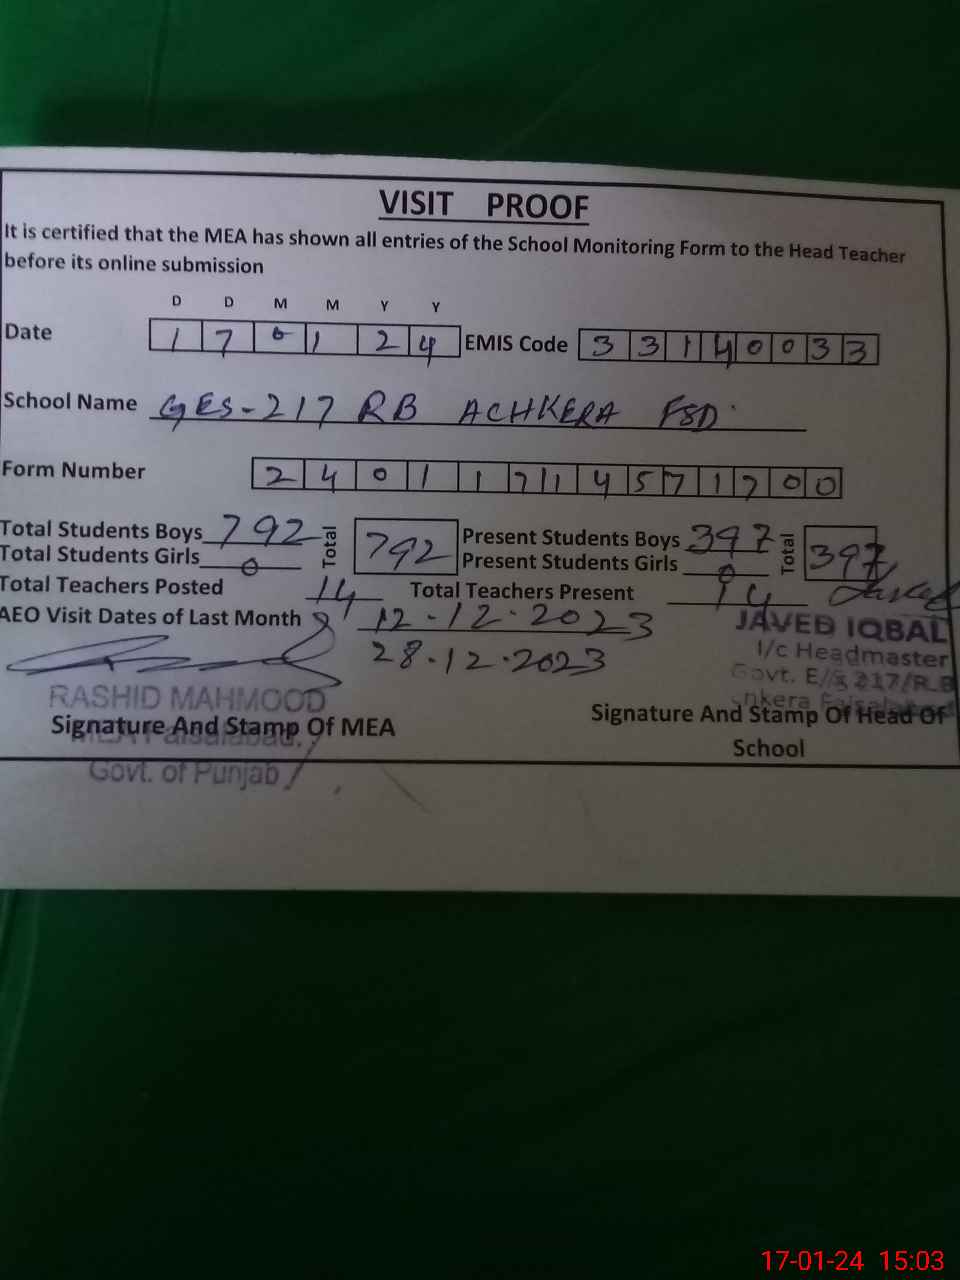 VISIT PROOF
It is certified that the MEA has shown all entries of the School Monitoring Form to the Head Teacher
before its online submission
D D M M Y Y
Date 1 7 0 1 2 4 EMIS Code 3 3 1 4 0 0 3 3
School Name GES-217 RB ACHKERA FSD
Form Number 2 4 0 1 1 7 1 4 5 7 1 7 0 0
Total Students Boys 792 Total 792 Present Students Boys 397 Total 397
Total Students Girls 0 Present Students Girls 0
Total Teachers Posted 14 Total Teachers Present 14 Javed
AEO Visit Dates of Last Month 12.12.2023
28.12.2023
JAVED IQBAL
I/c Headmaster
Govt. E/S 217/R.B
RASHID MAHMOOD
Signature And Stamp Of MEA
MEA Faisalabad.
Govt. of Punjab
Signature And Stamp Of Head Of
School
17-01-24 15:03